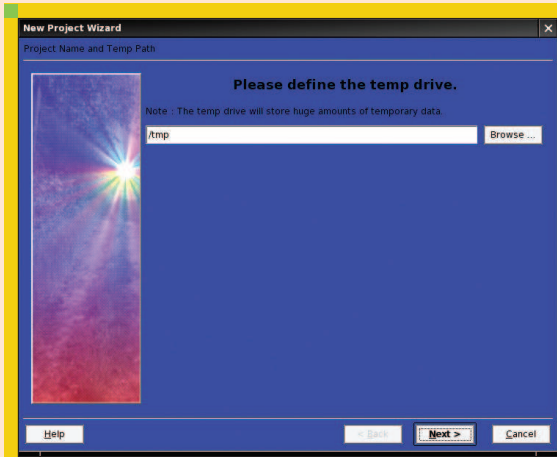 New Project Wizard
Project Name and Temp Path
Please define the temp drive.
Note : The temp drive will store huge amounts of temporary data
/tmp
Browse ...
Help
< Back
Next >
Cancel